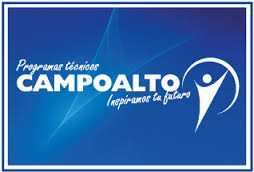 Programas técnicos
CAMPOALTO
Inspiramos tu futuro